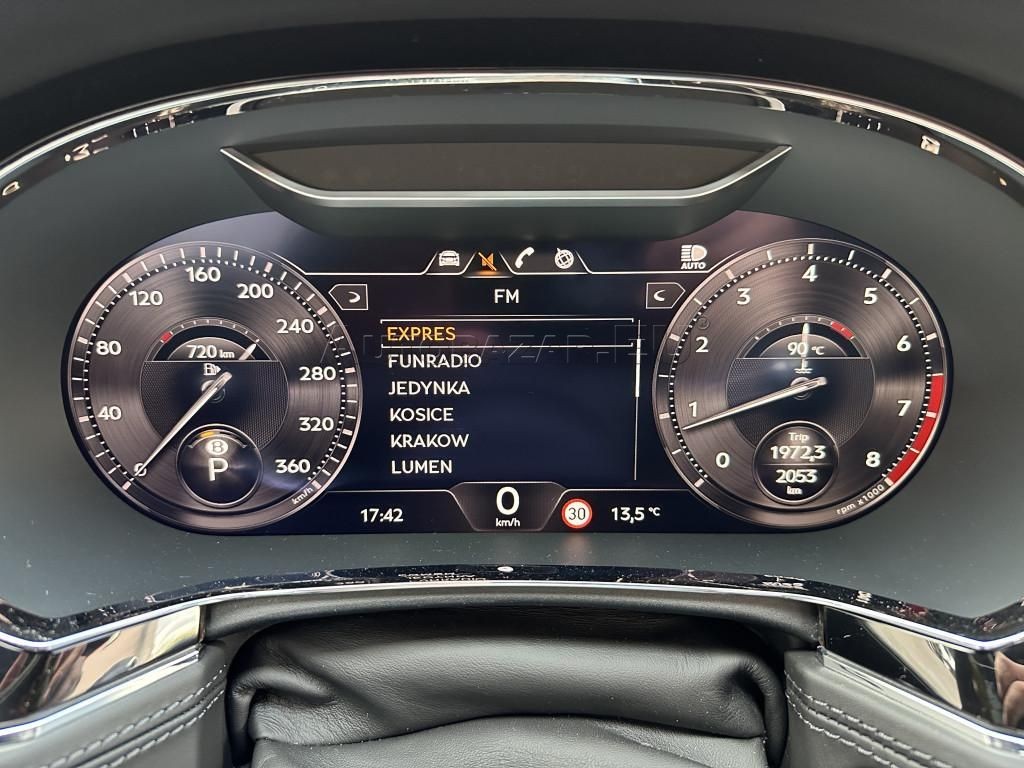 AUTO
FM
EXPRES
FUNRADIO
JEDYNKA
KOSICE
KRAKOW
LUMEN
17:42
0
km/h
30
13,5 °C
0
40
80
120
160
200
240
280
320
360
km/h
720 km
B
P
0
1
2
3
4
5
6
7
8
rpm x1000
90 °C
Trip
1972,3
2053
km